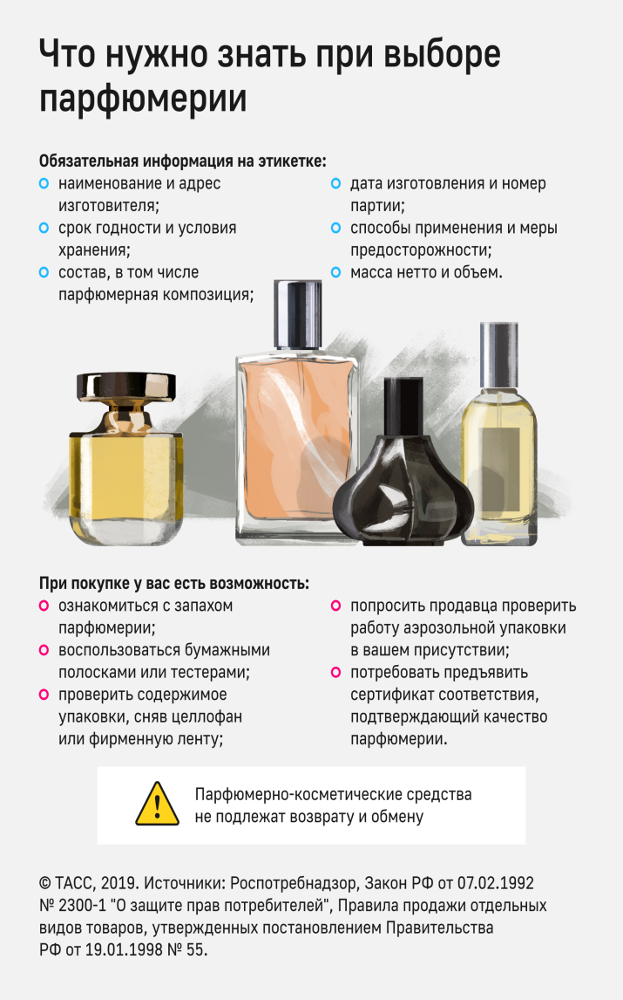 Что нужно знать при выборе
парфюмерии
Обязательная информация на этикетке:
наименование и адрес
изготовителя;
срок годности и условия
хранения;
состав, в том числе
парфюмерная композиция;
дата изготовления и номер
партии;
способы применения и меры
предосторожности;
масса нетто и объем.
При покупке у вас есть возможность:
ознакомиться с запахом
парфюмерии;
воспользоваться бумажными
полосками или тестерами;
проверить содержимое
упаковки, сняв целлофан
или фирменную ленту;
попросить продавца проверить
работу аэрозольной упаковки
в вашем присутствии;
потребовать предъявить
сертификат соответствия,
подтверждающий качество
парфюмерии.
Парфюмерно-косметические средства
не подлежат возврату и обмену
© ТАСС, 2019. Источники: Роспотребнадзор, Закон РФ от 07.02.1992
№ 2300-1 "О защите прав потребителей", Правила продажи отдельных
видов товаров, утвержденных постановлением Правительства
РФ от 19.01.1998 № 55.